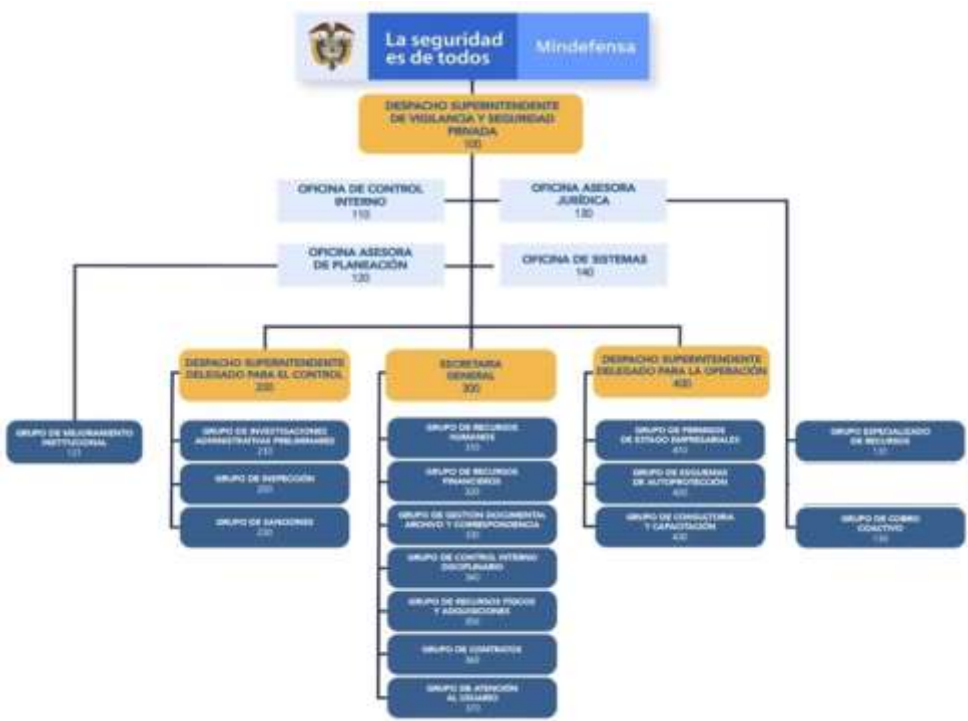 La seguridad
es de todos
Mindefensa
DESPACHO SUPERINTENDENTE
DE VIGILANCIA Y SEGURIDAD
PRIVADA
100
OFICINA DE CONTROL
INTERNO
110
OFICINA ASESORA
JURÍDICA
130
OFICINA ASESORA
DE PLANEACIÓN
120
OFICINA DE SISTEMAS
140
DESPACHO SUPERINTENDENTE
DELEGADO PARA EL CONTROL
200
SECRETARIA
GENERAL
300
DESPACHO SUPERINTENDENTE
DELEGADO PARA LA OPERACIÓN
400
GRUPO DE MEJORAMIENTO
INSTITUCIONAL
GRUPO DE INVESTIGACIONES
ADMINISTRATIVAS PRELIMINARES
210
GRUPO DE INSPECCIÓN
220
GRUPO DE SANCIONES
230
GRUPO DE RECURSOS
HUMANOS
310
GRUPO DE RECURSOS
FINANCIEROS
320
GRUPO DE GESTIÓN DOCUMENTAL
ARCHIVO Y CORRESPONDENCIA
330
GRUPO DE CONTROL INTERNO
DISCIPLINARIO
340
GRUPO DE RECURSOS FÍSICOS
Y ADQUISICIONES
350
GRUPO DE CONTRATOS
360
GRUPO DE ATENCIÓN
AL USUARIO
370
GRUPO DE PERMISOS
DE ESTADO EMPRESARIALES
410
GRUPO DE ESQUEMAS
DE AUTOPROTECCIÓN
420
GRUPO DE CONSULTORIA
Y CAPACITACIÓN
430
GRUPO ESPECIALIZADO
DE RECURSOS
GRUPO DE COBRO
COACTIVO